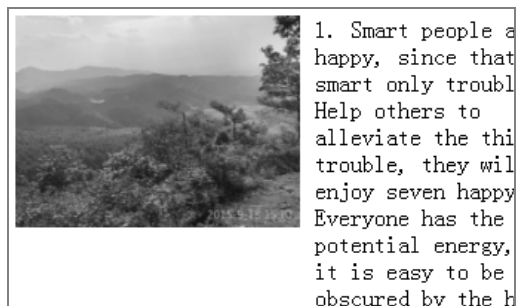 1. Smart people a
happy, since that
smart only troubl
Help others to
alleviate the thi
trouble, they wil
enjoy seven happy
Everyone has the
potential energy,
it is easy to be
obscured by the h